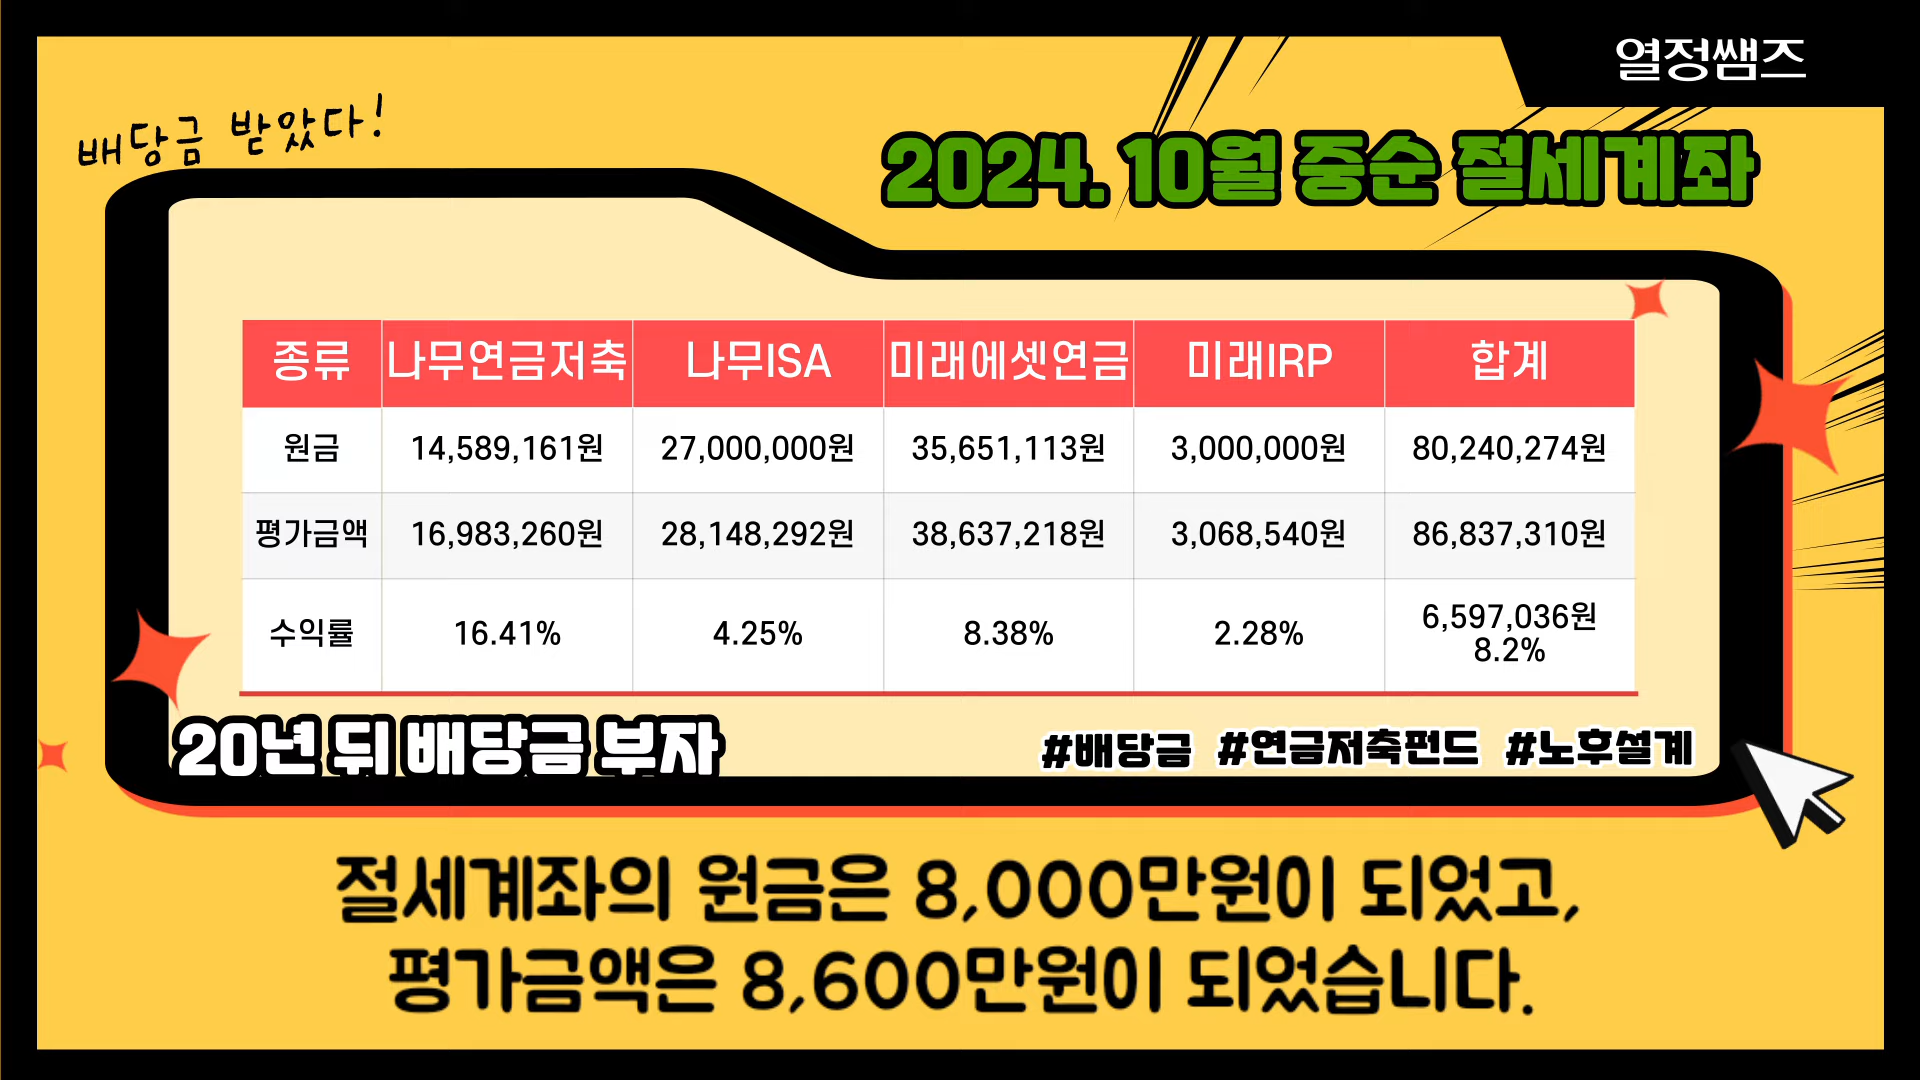 열정쌤즈
배당금 받았다!
2024. 10월 중순 절세계좌
종류 나무연금저축 나무ISA 미래에셋연금 미래IRP 합계
원금 14,589,161원 27,000,000원 35,651,113원 3,000,000원 80,240,274원
평가금액 16,983,260원 28,148,292원 38,637,218원 3,068,540원 86,837,310원
수익률 16.41% 4.25% 8.38% 2.28% 6,597,036원
8.2%
20년 뒤 배당금 부자
#배당금 #연금저축펀드 #노후설계
절세계좌의 원금은 8,000만원이 되었고,
평가금액은 8,600만원이 되었습니다.